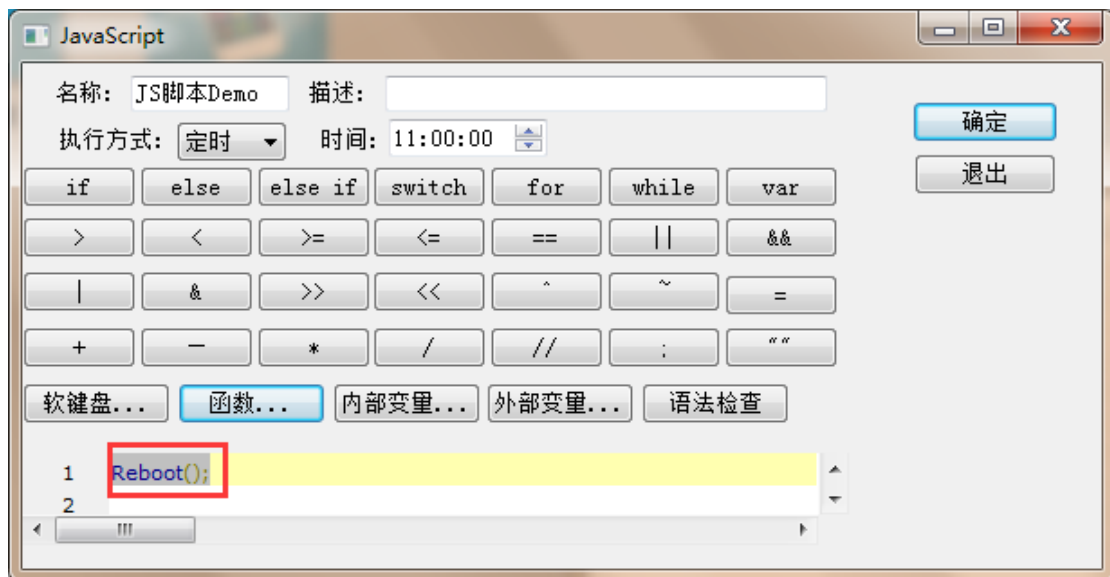 JavaScript
名称: JS脚本Demo 描述:
确定
执行方式: 定时 时间: 11:00:00
退出
if else else if switch for while var
> < >= <= == || &&
| & >> << ^ ~ =
+ — * / // ; ""
软键盘... 函数... 内部变量... 外部变量... 语法检查
1 Reboot();
2